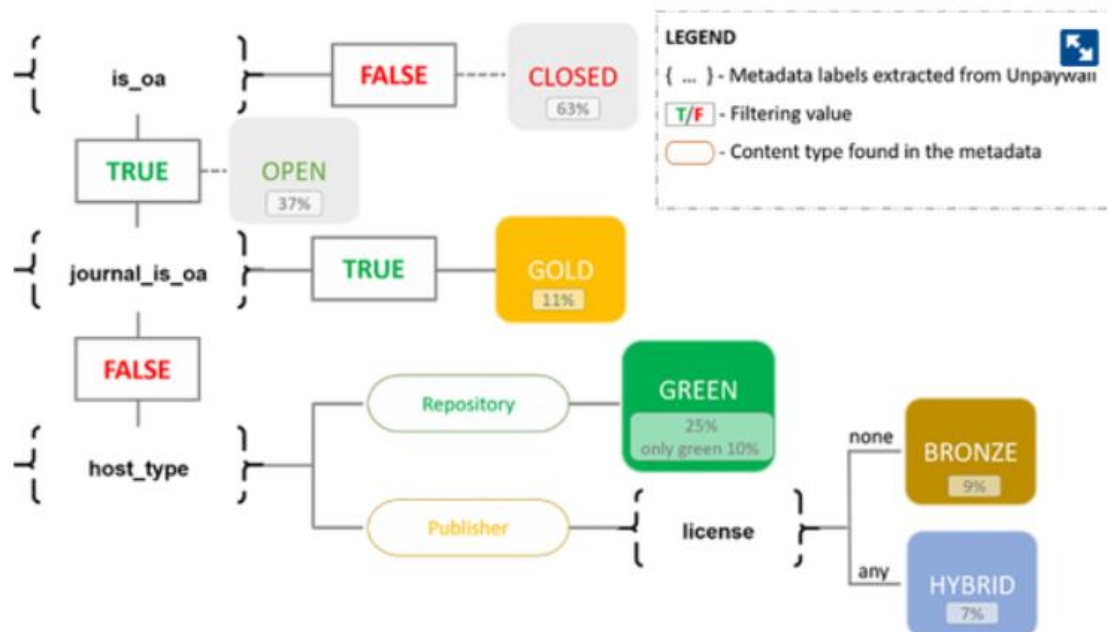 is_oa
FALSE
CLOSED
63%
LEGEND
{ ... } - Metadata labels extracted from Unpaywall
T/F - Filtering value
- Content type found in the metadata
TRUE
OPEN
37%
journal_is_oa
TRUE
GOLD
11%
FALSE
host_type
Repository
GREEN
25%
only green 10%
Publisher
license
none
BRONZE
9%
any
HYBRID
7%